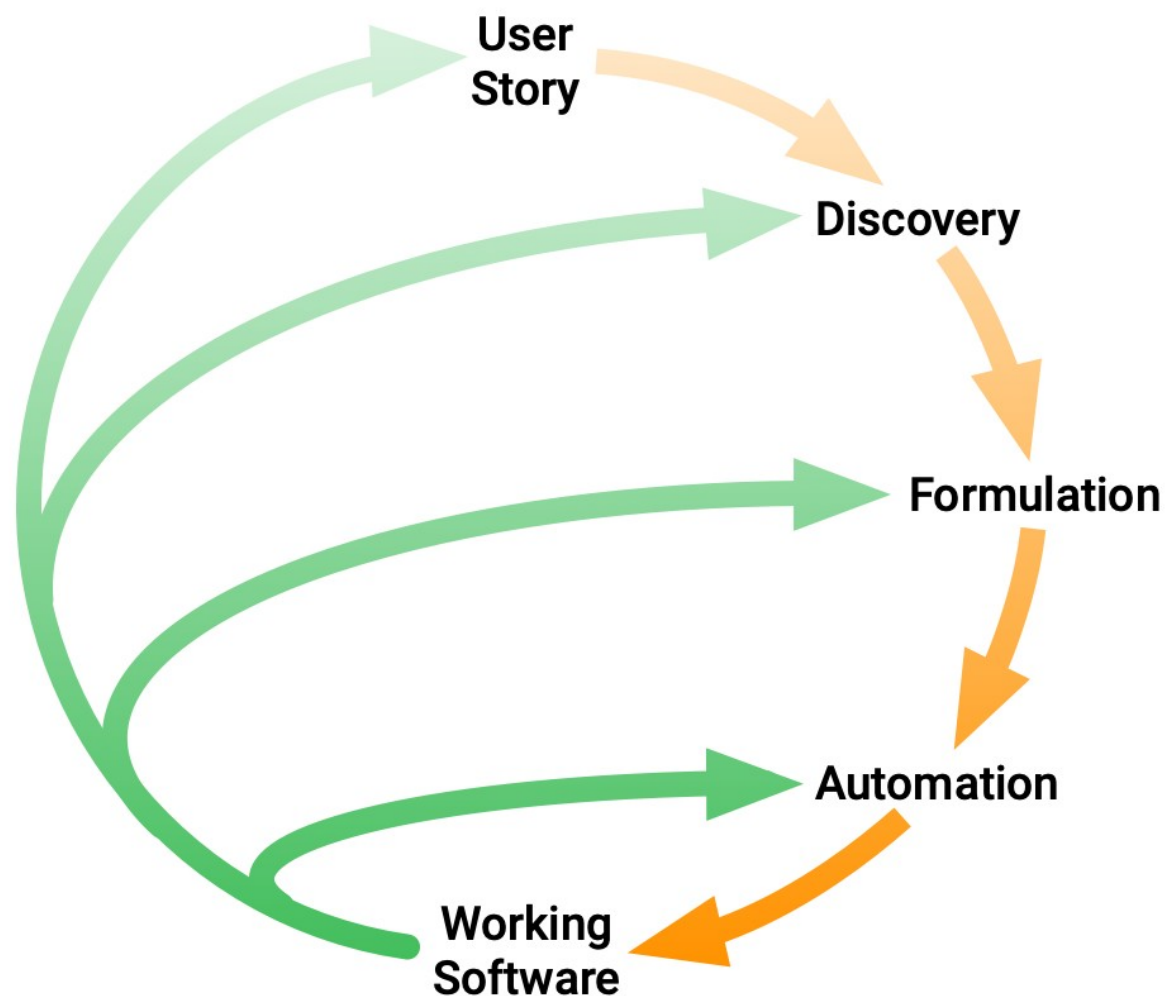 User
Story
Discovery
Formulation
Automation
Working
Software